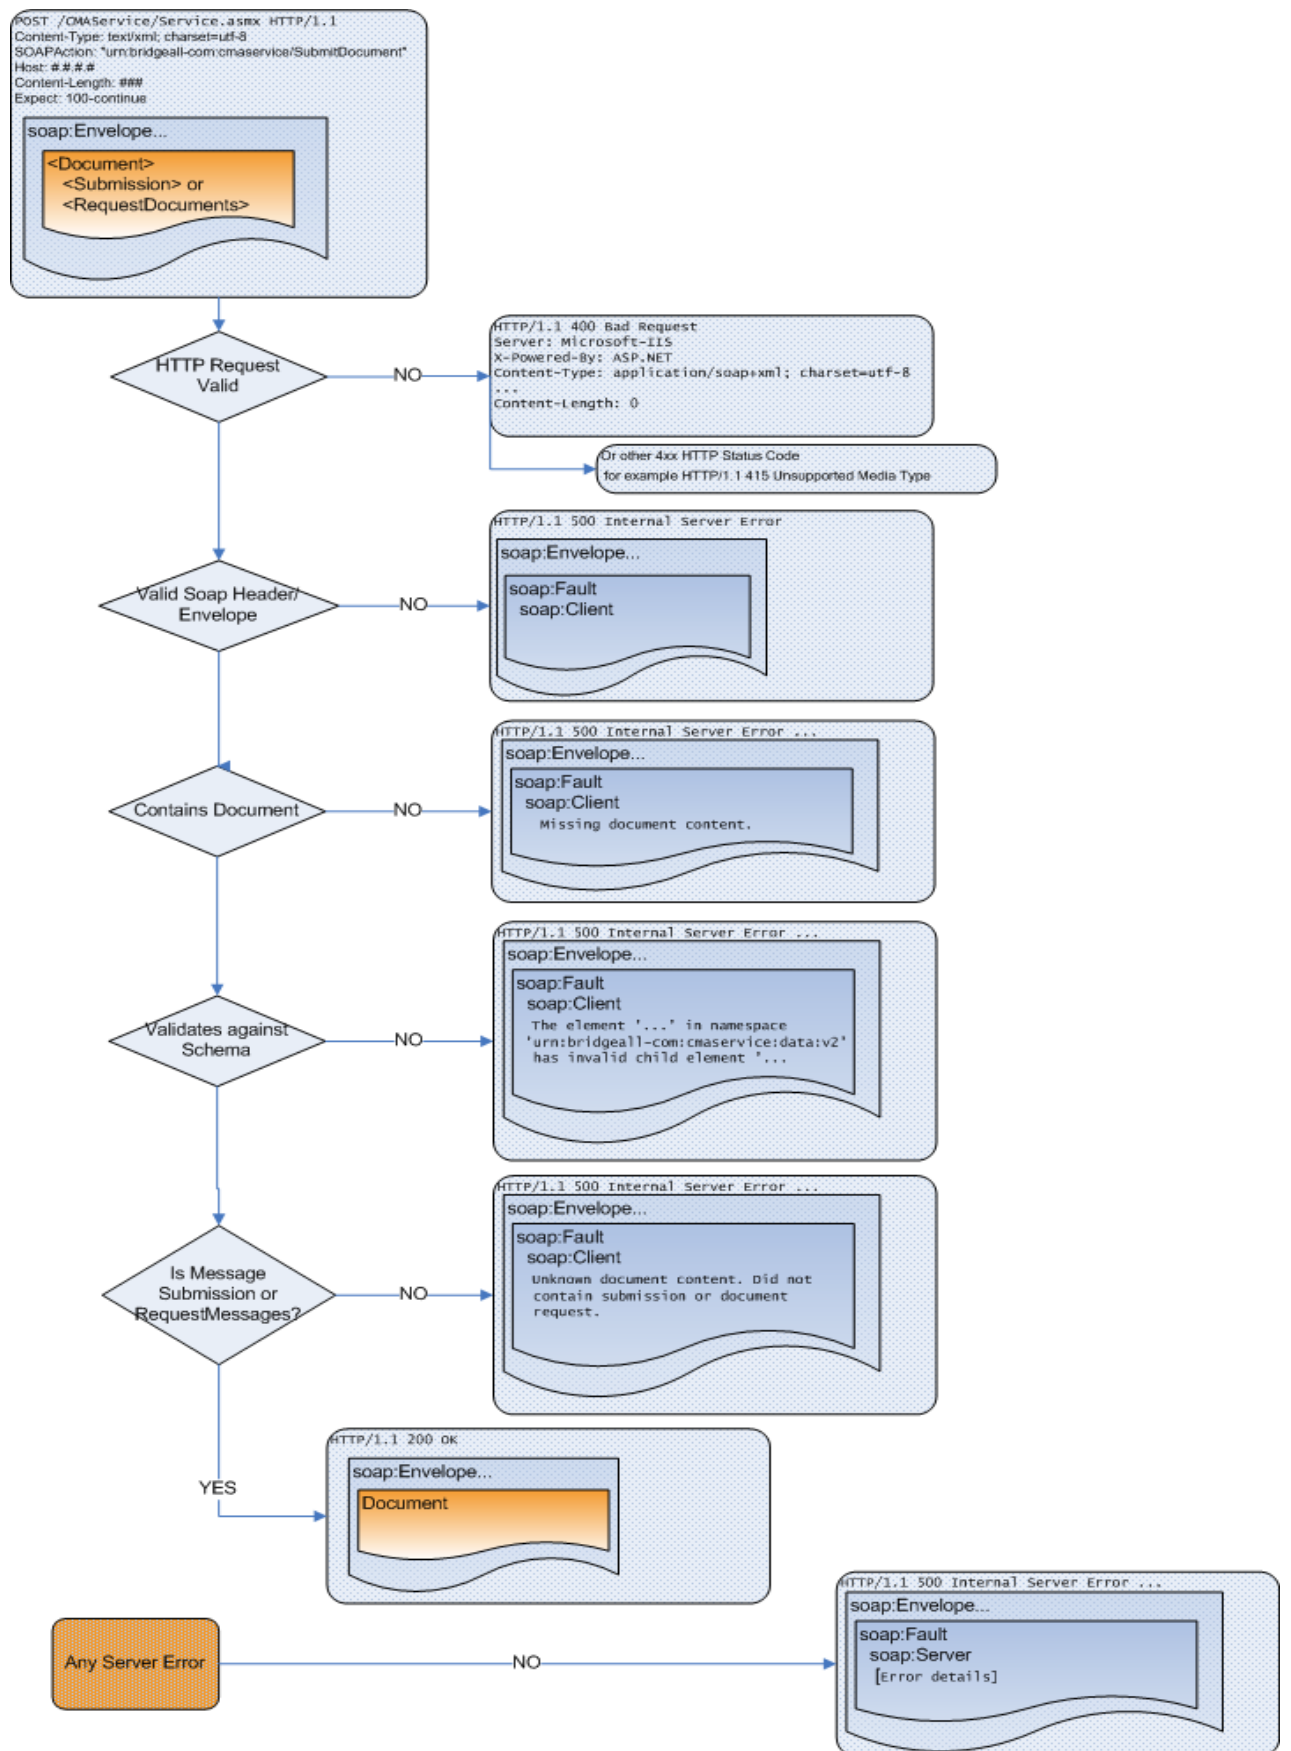 POST /CMAService/Service.asmx HTTP/1.1
Content-Type: text/xml; charset=utf-8
SOAPAction: "urn:bridgeall-com:cmaservice/SubmitDocument"
Host: #.#.#.#
Content-Length: ###
Expect: 100-continue
soap:Envelope...
<Document>
<Submission> or
<RequestDocuments>
HTTP Request
Valid
NO
HTTP/1.1 400 Bad Request
Server: Microsoft-IIS
X-Powered-By: ASP.NET
Content-Type: application/soap+xml; charset=utf-8
...
Content-Length: 0
Or other 4xx HTTP Status Code
for example HTTP/1.1 415 Unsupported Media Type
Valid Soap Header/
Envelope
NO
HTTP/1.1 500 Internal Server Error
soap:Envelope...
soap:Fault
soap:Client
Contains Document
NO
HTTP/1.1 500 Internal Server Error ...
soap:Envelope...
soap:Fault
soap:Client
Missing document content.
Validates against
Schema
NO
HTTP/1.1 500 Internal Server Error ...
soap:Envelope...
soap:Fault
soap:Client
The element '...' in namespace
'urn:bridgeall-com:cmaservice:data:v2'
has invalid child element '...
Is Message
Submission or
RequestMessages?
NO
HTTP/1.1 500 Internal Server Error ...
soap:Envelope...
soap:Fault
soap:Client
Unknown document content. Did not
contain submission or document
request.
YES
HTTP/1.1 200 OK
soap:Envelope...
Document
Any Server Error
NO
HTTP/1.1 500 Internal Server Error ...
soap:Envelope...
soap:Fault
soap:Server
[Error details]